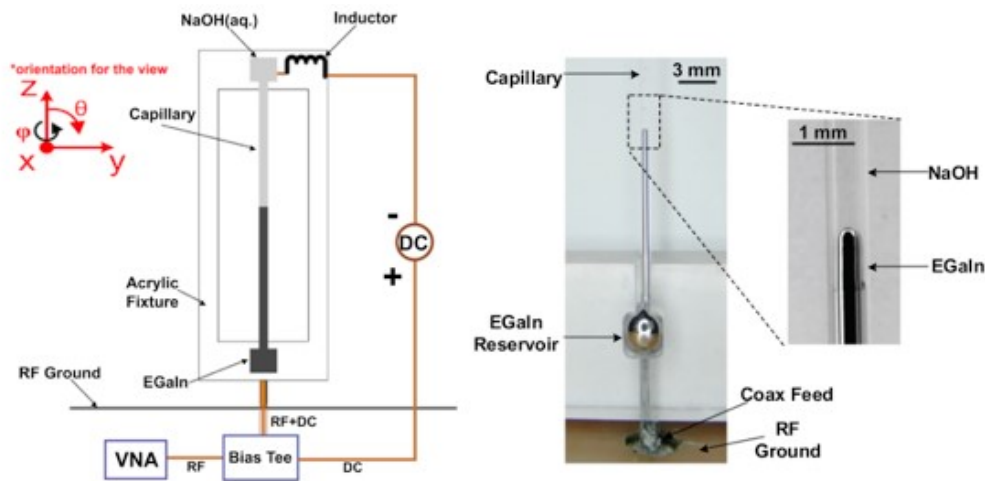 NaOH(aq.)
Inductor
*orientation for the view
z
θ
φ
x
y
Capillary
-
DC
+
Acrylic
Fixture
EGaIn
RF Ground
RF+DC
VNA
RF
Bias Tee
DC
Capillary
3 mm
1 mm
NaOH
EGaIn
EGaIn
Reservoir
Coax Feed
RF
Ground